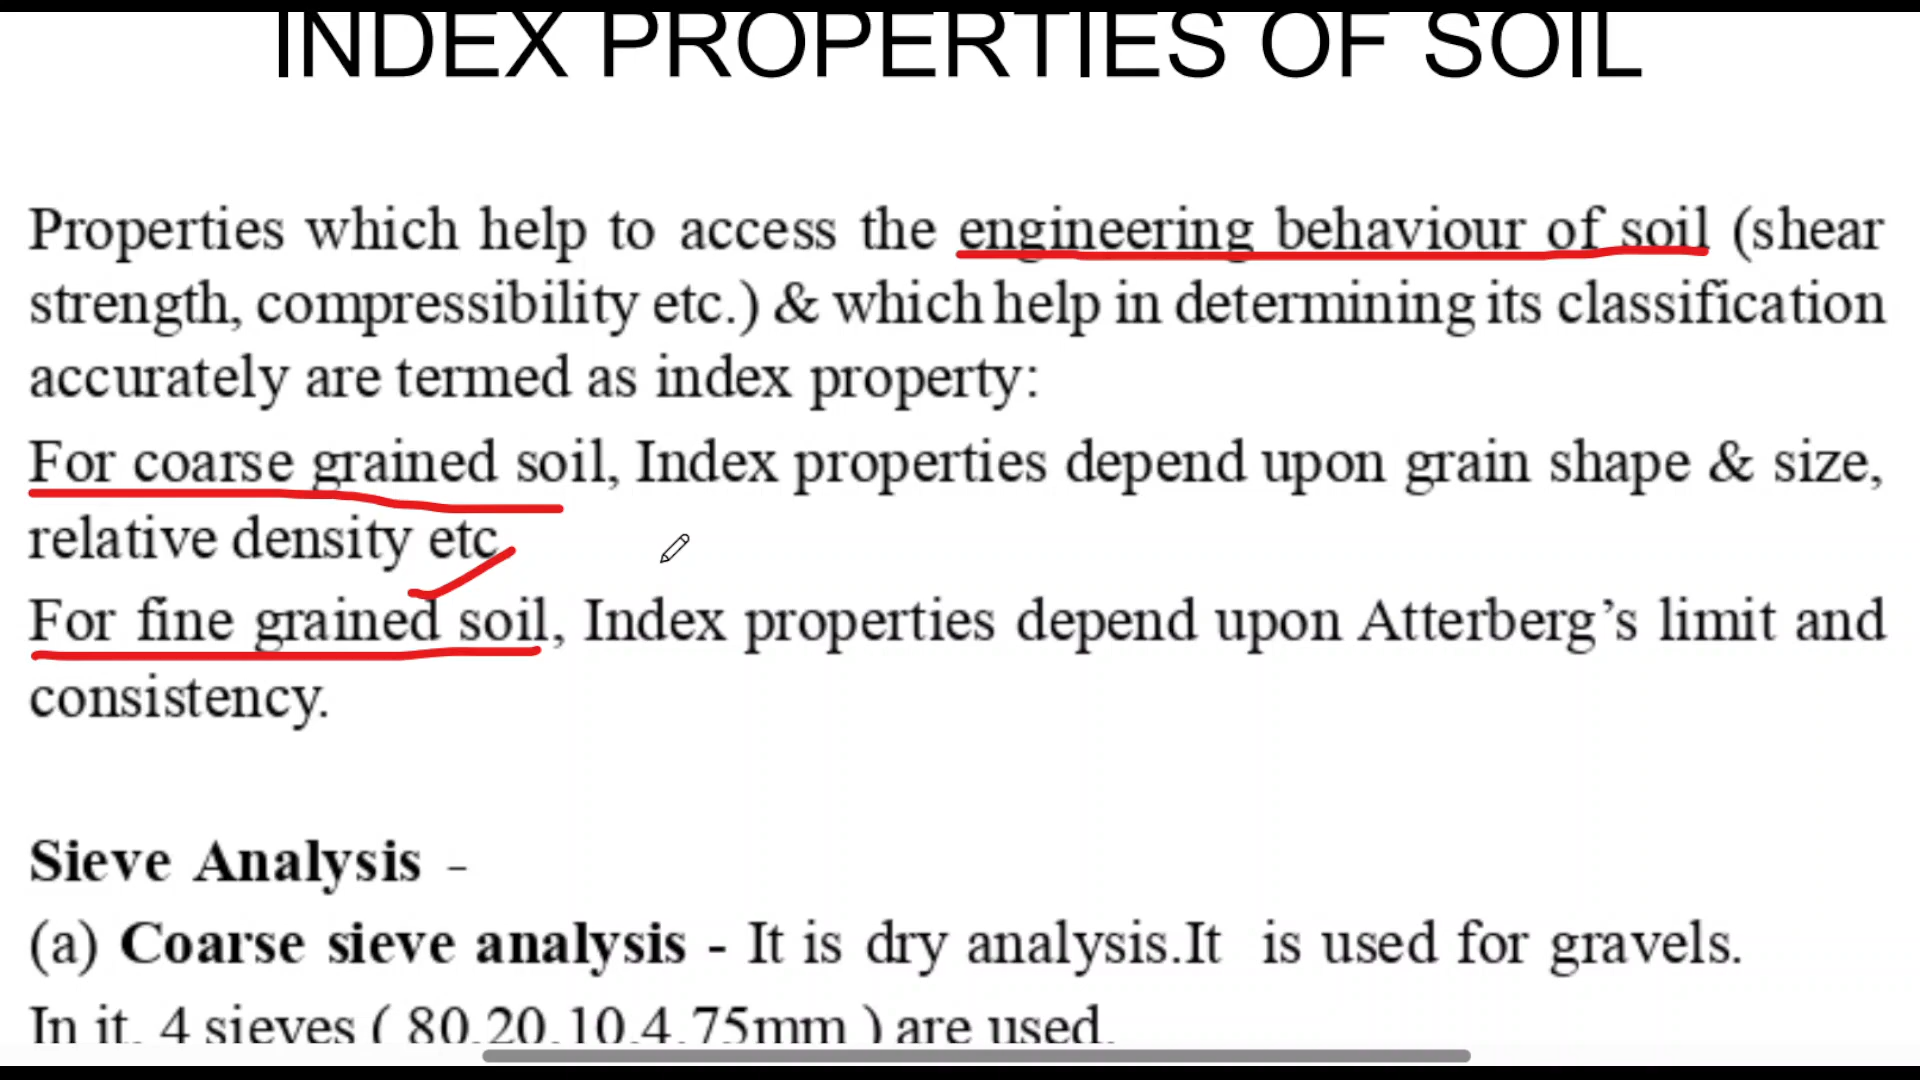 INDEX PROPERTIES OF SOIL
Properties which help to access the engineering behaviour of soil (shear
strength, compressibility etc.) & which help in determining its classification
accurately are termed as index property:
For coarse grained soil, Index properties depend upon grain shape & size,
relative density etc
For fine grained soil, Index properties depend upon Atterberg’s limit and
consistency.
Sieve Analysis -
(a) Coarse sieve analysis - It is dry analysis.It is used for gravels.
In it, 4 sieves ( 80,20,10,4.75mm ) are used.